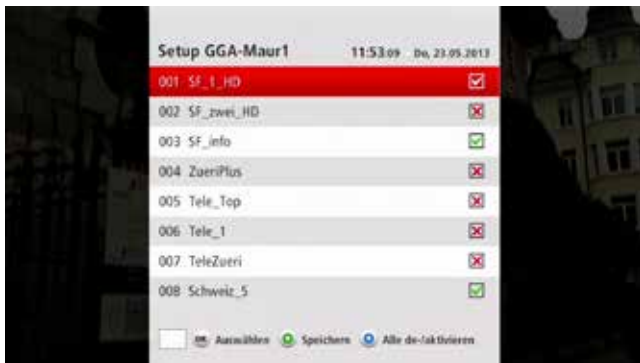 Setup GGA-Maur1 11:53:09 Do, 23.05.2013
001 SF_1_HD
002 SF_zwei_HD
003 SF_info
004 ZueriPlus
005 Tele_Top
006 Tele_1
007 TeleZueri
008 Schweiz_5
OK Auswählen Speichern Alle de-/aktivieren